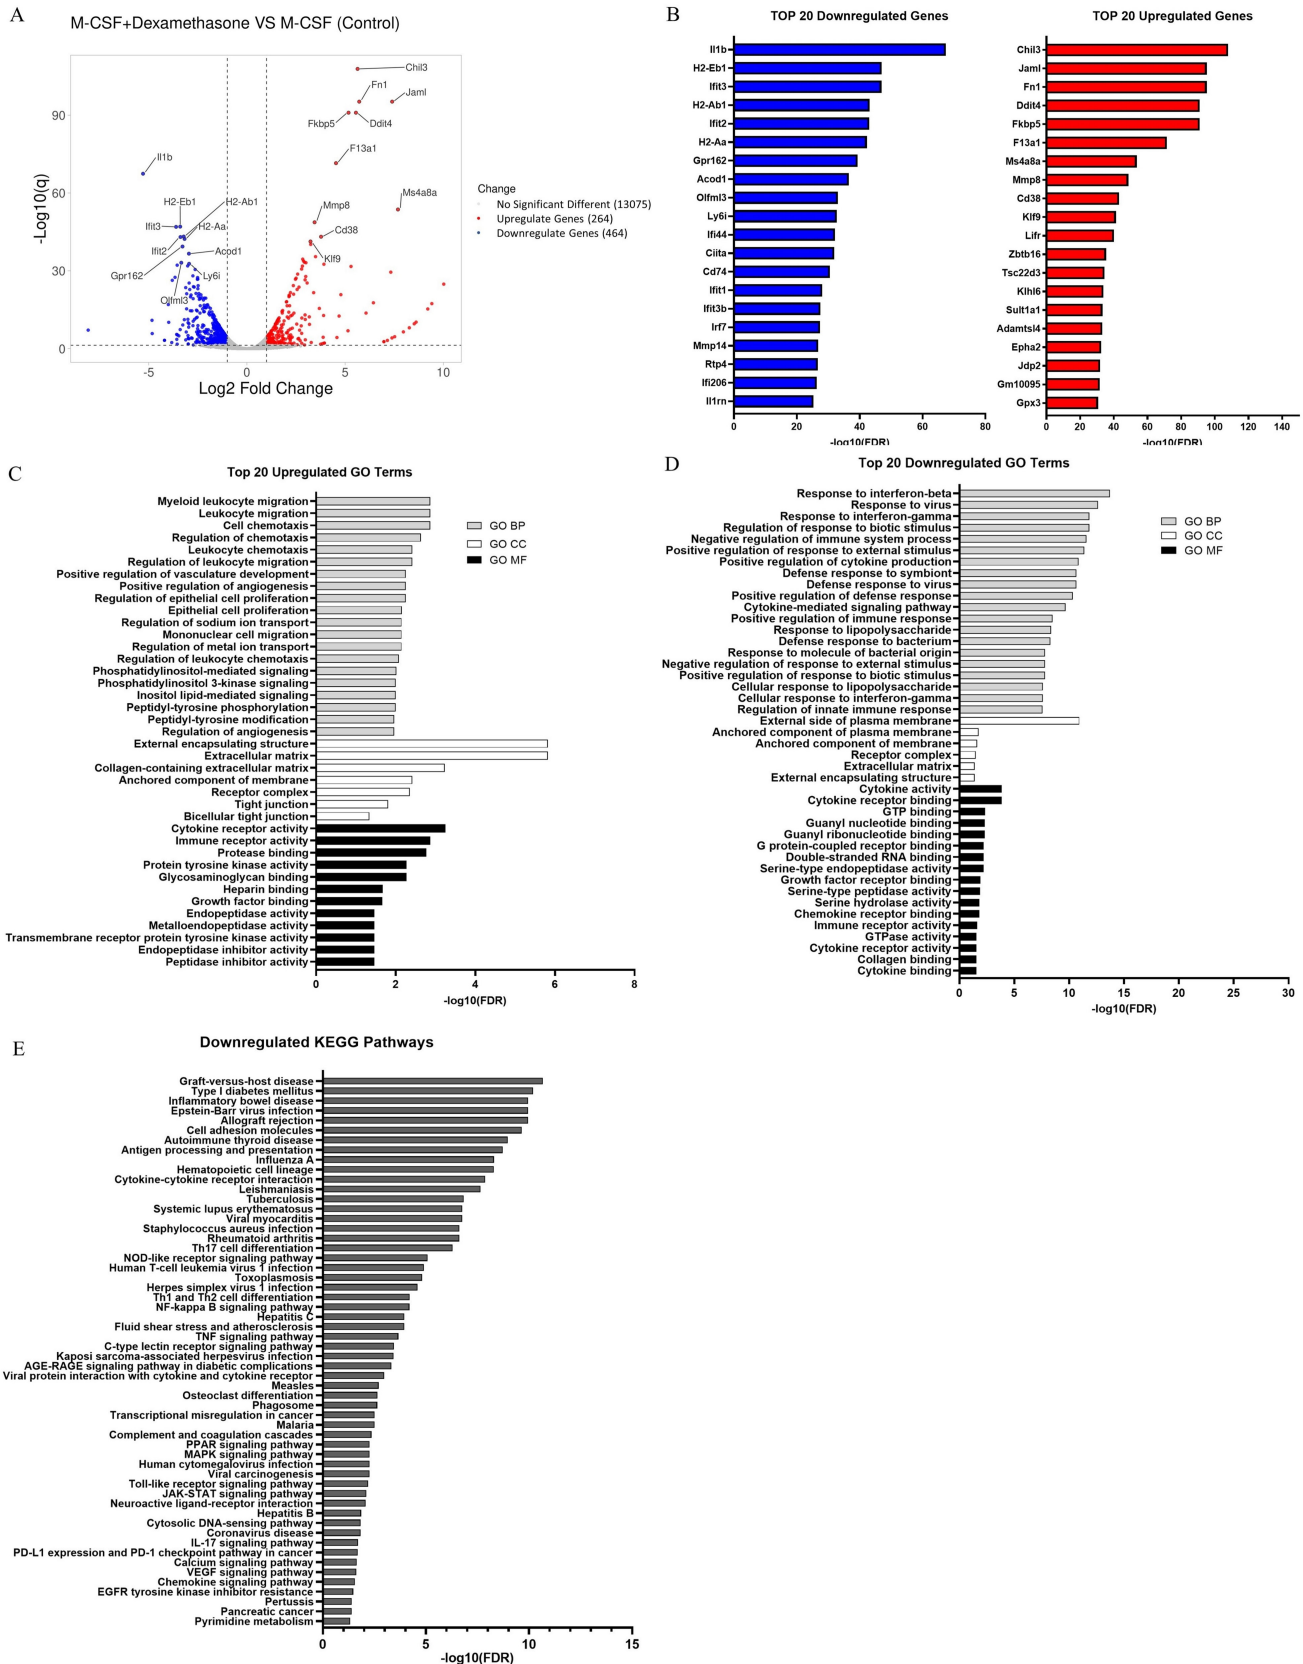 A
M-CSF+Dexamethasone VS M-CSF (Control)
Chil3
Fn1
Jaml
Fkbp5
Ddit4
F13a1
Il1b
Ms4a8a
H2-Eb1
H2-Ab1
Mmp8
Ifit3
H2-Aa
Cd38
Ifit2
Acod1
Klf9
Gpr162
Ly6i
Olfml3
90
60
30
0
-Log10(q)
-5
0
5
10
Log2 Fold Change
Change
No Significant Different (13075)
Upregulate Genes (264)
Downregulate Genes (464)
B
TOP 20 Downregulated Genes
Il1b
H2-Eb1
Ifit3
H2-Ab1
Ifit2
H2-Aa
Gpr162
Acod1
Olfml3
Ly6i
Ifi44
Ciita
Cd74
Ifit1
Ifit3b
Irf7
Mmp14
Rtp4
Ifi206
Il1rn
0 20 40 60 80
-log10(FDR)
TOP 20 Upregulated Genes
Chil3
Jaml
Fn1
Ddit4
Fkbp5
F13a1
Ms4a8a
Mmp8
Cd38
Klf9
Lifr
Zbtb16
Tsc22d3
Klhl6
Sult1a1
Adamtsl4
Epha2
Jdp2
Gm10095
Gpx3
0 20 40 60 80 100 120 140
-log10(FDR)
C
Top 20 Upregulated GO Terms
Myeloid leukocyte migration
Leukocyte migration
Cell chemotaxis
Regulation of chemotaxis
Leukocyte chemotaxis
Regulation of leukocyte migration
Positive regulation of vasculature development
Positive regulation of angiogenesis
Regulation of epithelial cell proliferation
Epithelial cell proliferation
Regulation of sodium ion transport
Mononuclear cell migration
Regulation of metal ion transport
Regulation of leukocyte chemotaxis
Phosphatidylinositol-mediated signaling
Phosphatidylinositol 3-kinase signaling
Inositol lipid-mediated signaling
Peptidyl-tyrosine phosphorylation
Peptidyl-tyrosine modification
Regulation of angiogenesis
External encapsulating structure
Extracellular matrix
Collagen-containing extracellular matrix
Anchored component of membrane
Receptor complex
Tight junction
Bicellular tight junction
Cytokine receptor activity
Immune receptor activity
Protease binding
Protein tyrosine kinase activity
Glycosaminoglycan binding
Heparin binding
Growth factor binding
Endopeptidase activity
Metalloendopeptidase activity
Transmembrane receptor protein tyrosine kinase activity
Endopeptidase inhibitor activity
Peptidase inhibitor activity
GO BP
GO CC
GO MF
0 2 4 6 8
-log10(FDR)
D
Top 20 Downregulated GO Terms
Response to interferon-beta
Response to virus
Response to interferon-gamma
Regulation of response to biotic stimulus
Negative regulation of immune system process
Positive regulation of response to external stimulus
Positive regulation of cytokine production
Defense response to symbiont
Defense response to virus
Positive regulation of defense response
Cytokine-mediated signaling pathway
Positive regulation of immune response
Response to lipopolysaccharide
Defense response to bacterium
Response to molecule of bacterial origin
Negative regulation of response to external stimulus
Positive regulation of response to biotic stimulus
Cellular response to lipopolysaccharide
Cellular response to interferon-gamma
Regulation of innate immune response
External side of plasma membrane
Anchored component of plasma membrane
Anchored component of membrane
Receptor complex
Extracellular matrix
External encapsulating structure
Cytokine activity
Cytokine receptor binding
GTP binding
Guanyl nucleotide binding
Guanyl ribonucleotide binding
G protein-coupled receptor binding
Double-stranded RNA binding
Serine-type endopeptidase activity
Growth factor receptor binding
Serine-type peptidase activity
Serine hydrolase activity
Chemokine receptor binding
Immune receptor activity
GTPase activity
Cytokine receptor activity
Collagen binding
Cytokine binding
GO BP
GO CC
GO MF
0 5 10 15 20 25 30
-log10(FDR)
E
Downregulated KEGG Pathways
Graft-versus-host disease
Type I diabetes mellitus
Inflammatory bowel disease
Epstein-Barr virus infection
Allograft rejection
Cell adhesion molecules
Autoimmune thyroid disease
Antigen processing and presentation
Influenza A
Hematopoietic cell lineage
Cytokine-cytokine receptor interaction
Leishmaniasis
Tuberculosis
Systemic lupus erythematosus
Viral myocarditis
Staphylococcus aureus infection
Rheumatoid arthritis
Th17 cell differentiation
NOD-like receptor signaling pathway
Human T-cell leukemia virus 1 infection
Toxoplasmosis
Herpes simplex virus 1 infection
Th1 and Th2 cell differentiation
NF-kappa B signaling pathway
Hepatitis C
Fluid shear stress and atherosclerosis
TNF signaling pathway
C-type lectin receptor signaling pathway
Kaposi sarcoma-associated herpesvirus infection
AGE-RAGE signaling pathway in diabetic complications
Viral protein interaction with cytokine and cytokine receptor
Measles
Osteoclast differentiation
Phagosome
Transcriptional misregulation in cancer
Malaria
Complement and coagulation cascades
PPAR signaling pathway
MAPK signaling pathway
Human cytomegalovirus infection
Viral carcinogenesis
Toll-like receptor signaling pathway
JAK-STAT signaling pathway
Neuroactive ligand-receptor interaction
Hepatitis B
Cytosolic DNA-sensing pathway
Coronavirus disease
IL-17 signaling pathway
PD-L1 expression and PD-1 checkpoint pathway in cancer
Calcium signaling pathway
VEGF signaling pathway
Chemokine signaling pathway
EGFR tyrosine kinase inhibitor resistance
Pertussis
Pancreatic cancer
Pyrimidine metabolism
0 5 10 15
-log10(FDR)